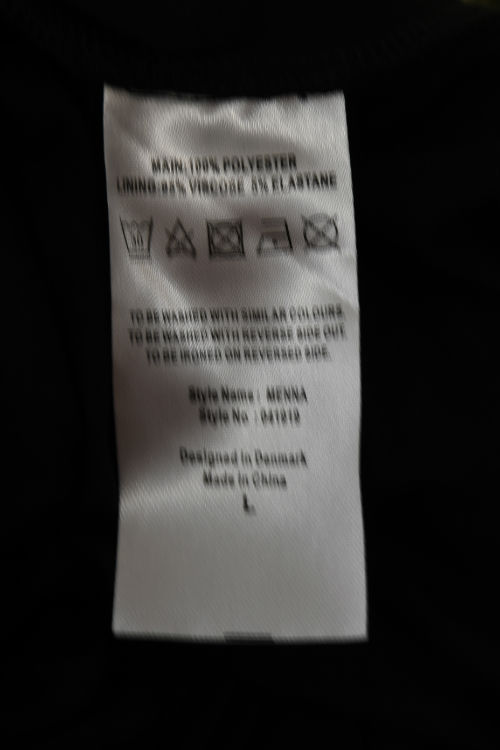 MAIN: 100% POLYESTER
LINING: 95% VISCOSE 5% ELASTANE
30
TO BE WASHED WITH SIMILAR COLOURS.
TO BE WASHED WITH REVERSE SIDE OUT.
TO BE IRONED ON REVERSED SIDE.
Style Name : MENNA
Style No : 041818
Designed in Denmark
Made in China
L